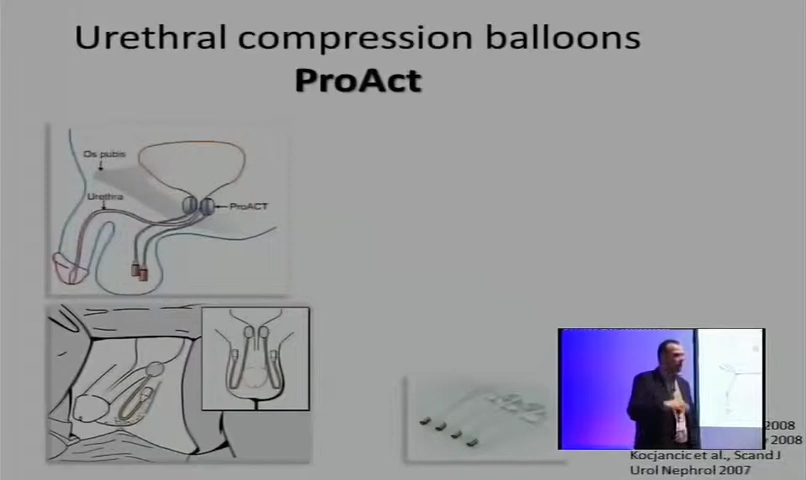 Urethral compression balloons
ProAct
Os pubis
Urethra
ProACT
2008
2008
Kocjancic et al., Scand J
Urol Nephrol 2007